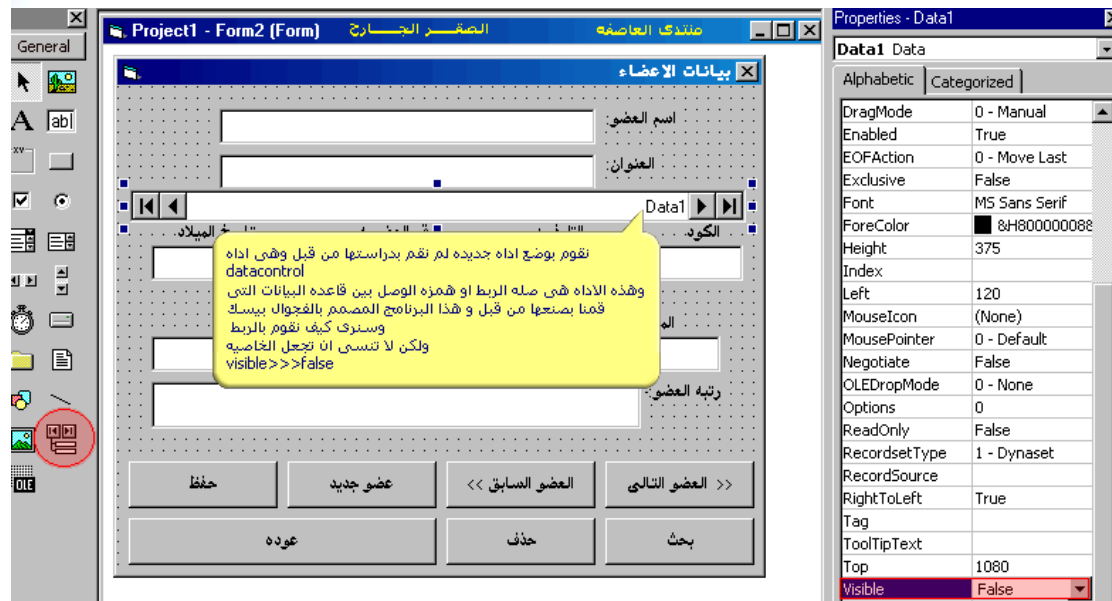 General
Project1 - Form2 (Form) الصقـــر الجـــارح منتدى العاصفه
بيانات الاعضاء
اسم العضو:
العنوان:
Data1
الكود.
الميلاد.
نقوم بوضع اداه جديده لم نقم بدراستها من قبل وهى اداه
datacontrol
وهذه الاداه هى صله الربط او همزه الوصل بين قاعده البيانات التى
قمنا بصنعها من قبل و هذا البرنامج المصمم بالفجوال بيسك
وسنرى كيف نقوم بالربط
ولكن لا تنسى ان تجعل الخاصيه
visible>>>false
رتبه العضو:
<< العضو التالى
العضو السابق >>
عضو جديد
حفظ
بحث
حذف
عوده
OLE
Properties - Data1
Data1 Data
Alphabetic Categorized
DragMode 0 - Manual
Enabled True
EOFAction 0 - Move Last
Exclusive False
Font MS Sans Serif
ForeColor &H80000008&
Height 375
Index
Left 120
MouseIcon (None)
MousePointer 0 - Default
Negotiate False
OLEDropMode 0 - None
Options 0
ReadOnly False
RecordsetType 1 - Dynaset
RecordSource
RightToLeft True
Tag
ToolTipText
Top 1080
Visible False